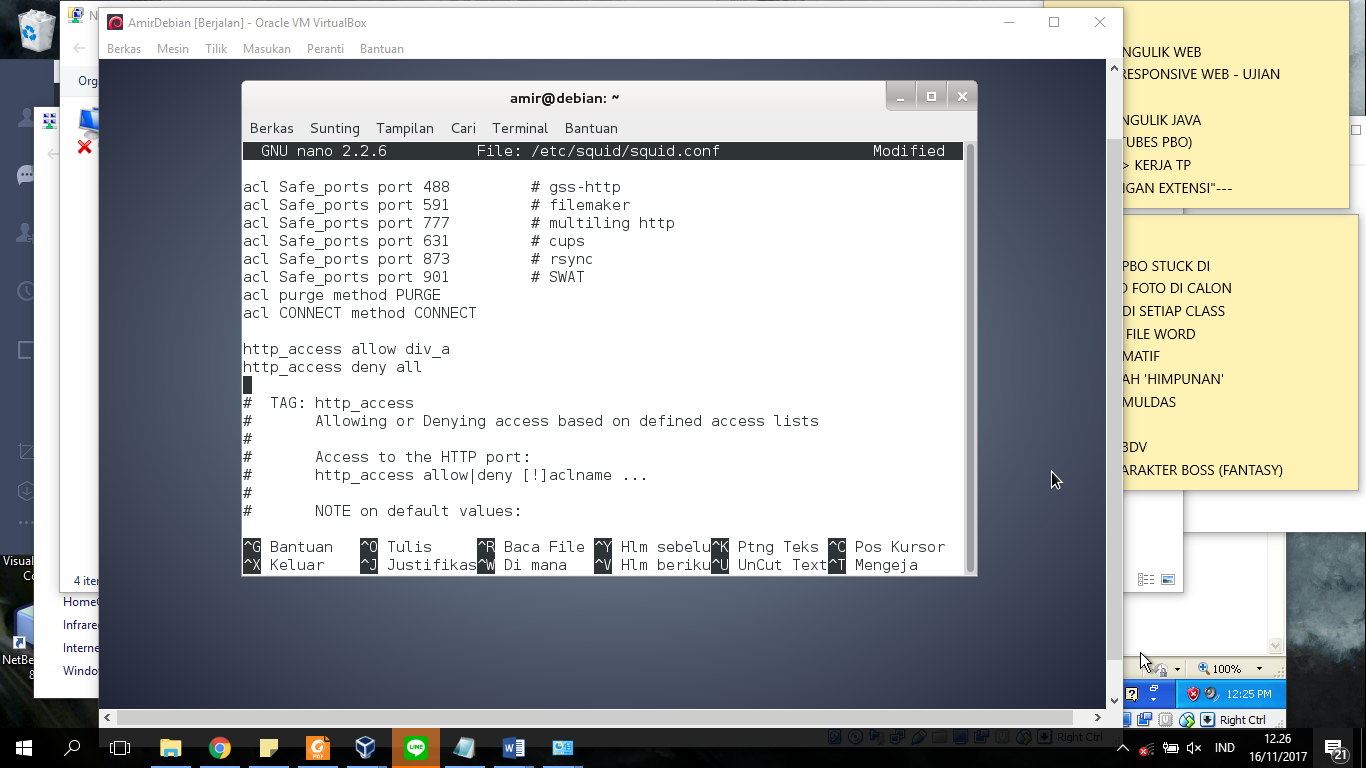 AmirDebian [Berjalan] - Oracle VM VirtualBox
Berkas Mesin Tilik Masukan Peranti Bantuan
amir@debian: ~
Berkas Sunting Tampilan Cari Terminal Bantuan
GNU nano 2.2.6 File: /etc/squid/squid.conf Modified
acl Safe_ports port 488 # gss-http
acl Safe_ports port 591 # filemaker
acl Safe_ports port 777 # multiling http
acl Safe_ports port 631 # cups
acl Safe_ports port 873 # rsync
acl Safe_ports port 901 # SWAT
acl purge method PURGE
acl CONNECT method CONNECT
http_access allow div_a
http_access deny all
# TAG: http_access
# Allowing or Denying access based on defined access lists
#
# Access to the HTTP port:
# http_access allow|deny [!]aclname ...
#
# NOTE on default values:
^G Bantuan ^O Tulis ^R Baca File ^Y Hlm sebelu ^K Ptng Teks ^C Pos Kursor
^X Keluar ^J Justifikas ^W Di mana ^V Hlm beriku ^U UnCut Text ^T Mengeja
NGULIK WEB
RESPONSIVE WEB - UJIAN
NGULIK JAVA
TUBES PBO)
> KERJA TP
NGAN EXTENSI"---
PBO STUCK DI
O FOTO DI CALON
DI SETIAP CLASS
FILE WORD
MATIF
AH 'HIMPUNAN'
MULDAS
BDV
ARAKTER BOSS (FANTASY)
N
Org
4 iter
HomeG
Infrare
Interne
Windo
Visual
Co
NetBe
8
100%
12:25 PM
Right Ctrl
Right Ctrl
IND
12.26
16/11/2017
21